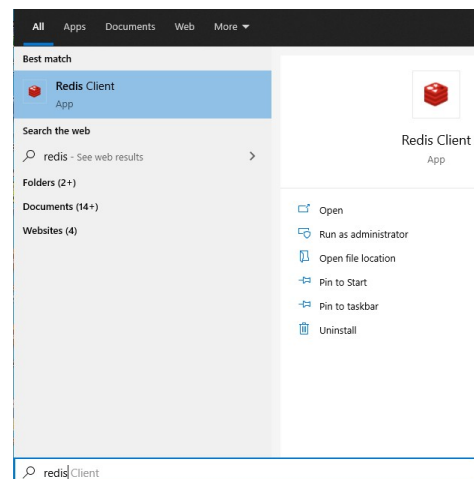 All Apps Documents Web More
Best match
Redis Client
App
Search the web
redis - See web results
Folders (2+)
Documents (14+)
Websites (4)
Redis Client
App
Open
Run as administrator
Open file location
Pin to Start
Pin to taskbar
Uninstall
redis Client